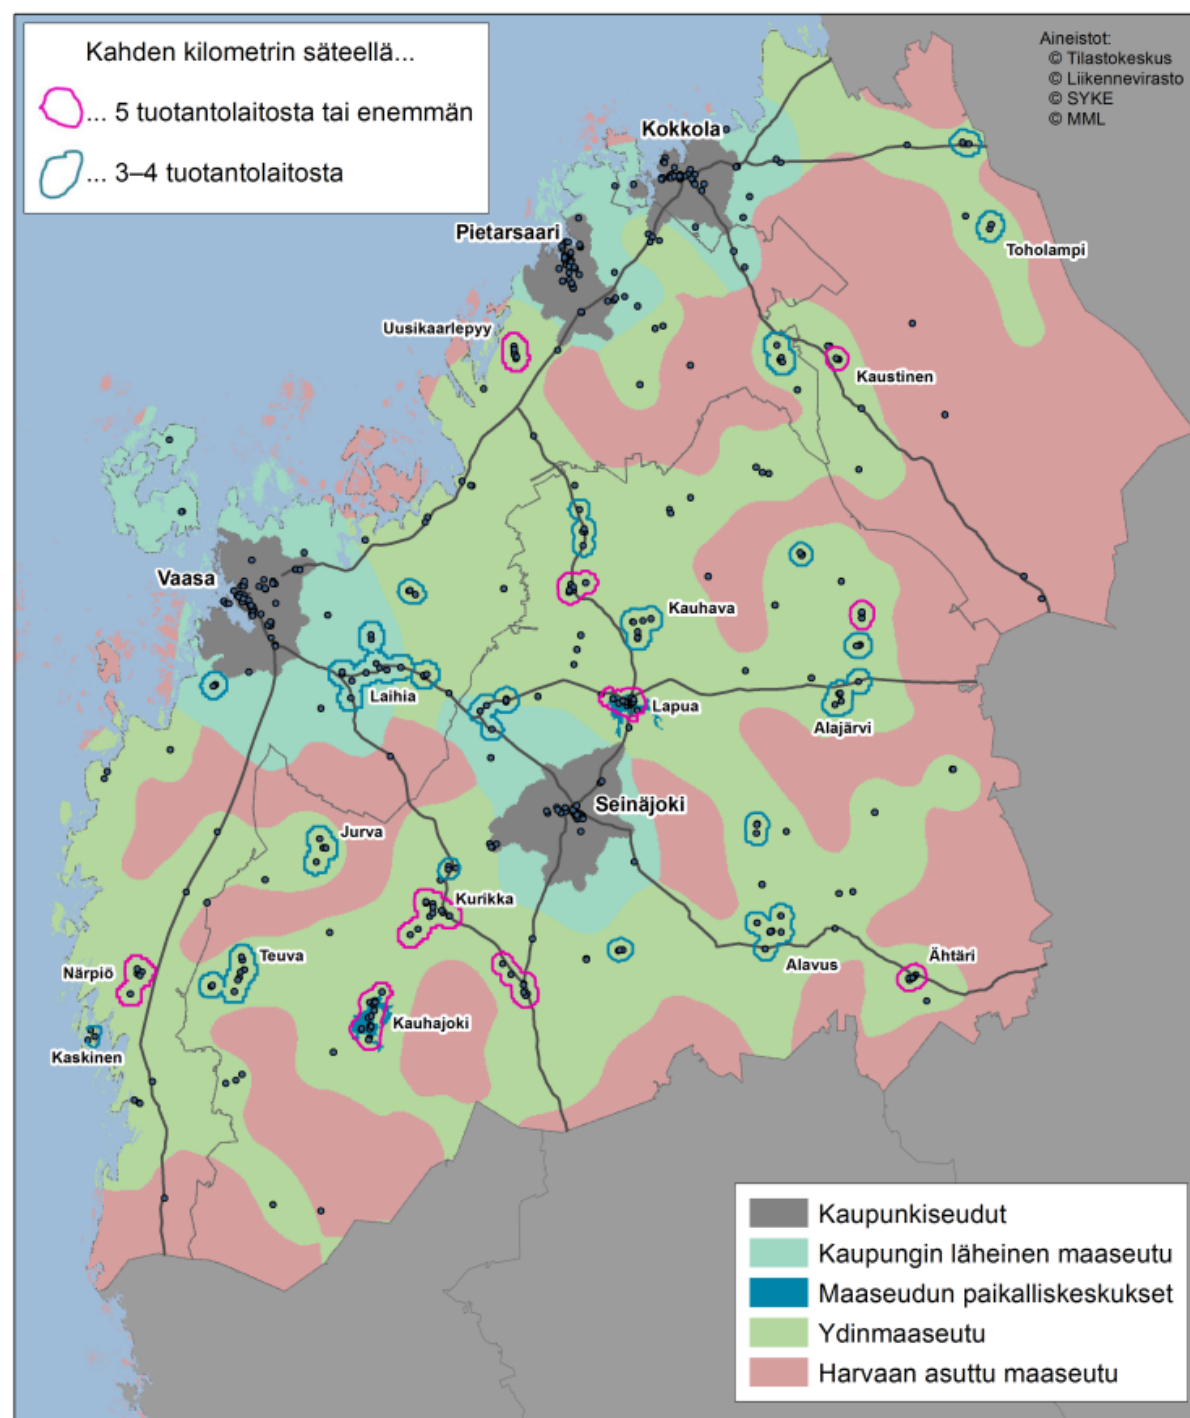 Kahden kilometrin säteellä...
... 5 tuotantolaitosta tai enemmän
... 3–4 tuotantolaitosta
Aineistot:
© Tilastokeskus
© Liikennevirasto
© SYKE
© MML
Kokkola
Pietarsaari
Toholampi
Uusikaarlepyy
Kaustinen
Vaasa
Kauhava
Laihia
Lapua
Alajärvi
Seinäjoki
Jurva
Kurikka
Teuva
Närpiö
Alavus
Ähtäri
Kauhajoki
Kaskinen
Kaupunkiseudut
Kaupungin läheinen maaseutu
Maaseudun paikalliskeskukset
Ydinmaaseutu
Harvaan asuttu maaseutu